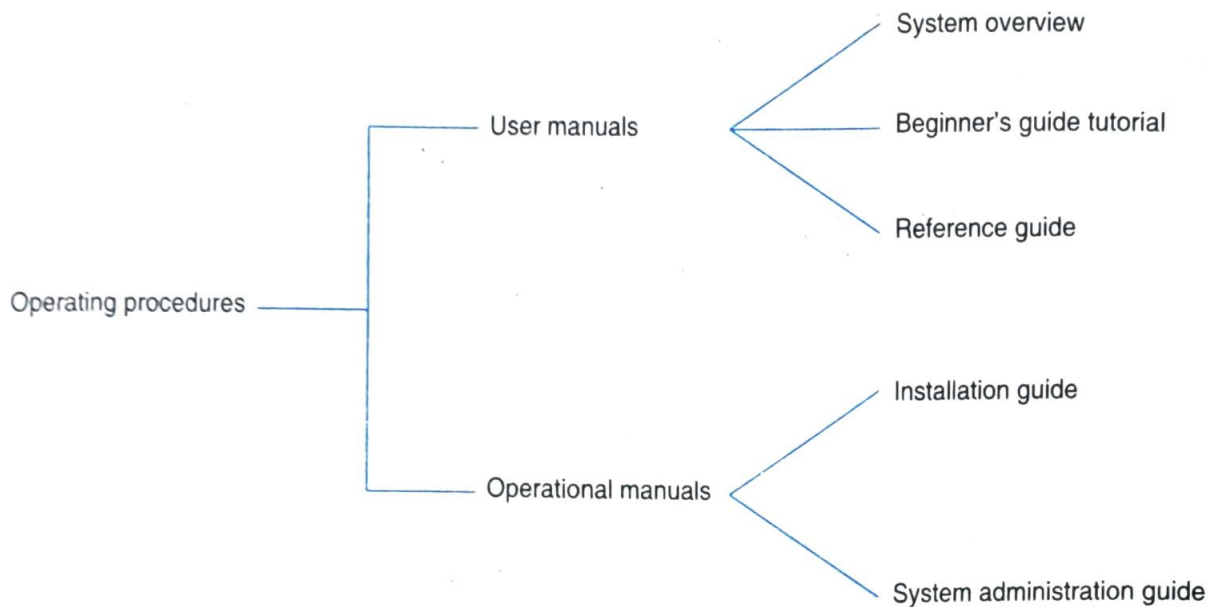 System overview
User manuals
Beginner's guide tutorial
Reference guide
Operating procedures
Installation guide
Operational manuals
System administration guide